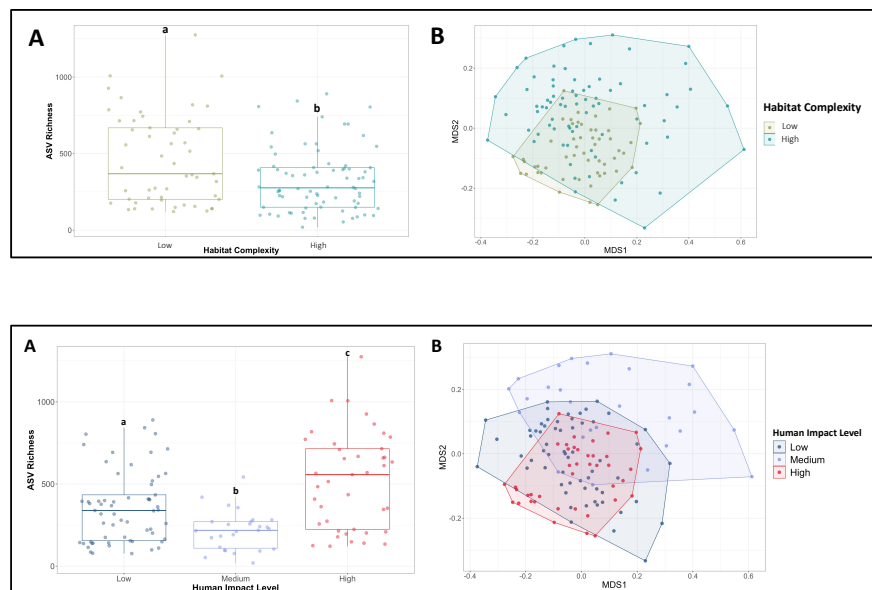 A
a
b
1000
500
0
ASV Richness
Low
High
Habitat Complexity
B
0.2
0.0
-0.2
MDS2
-0.4
-0.2
0.0
0.2
0.4
0.6
MDS1
Habitat Complexity
Low
High
A
a
b
c
1000
500
0
ASV Richness
Low
Medium
High
Human Impact Level
B
0.2
0.0
-0.2
MDS2
-0.4
-0.2
0.0
0.2
0.4
0.6
MDS1
Human Impact Level
Low
Medium
High